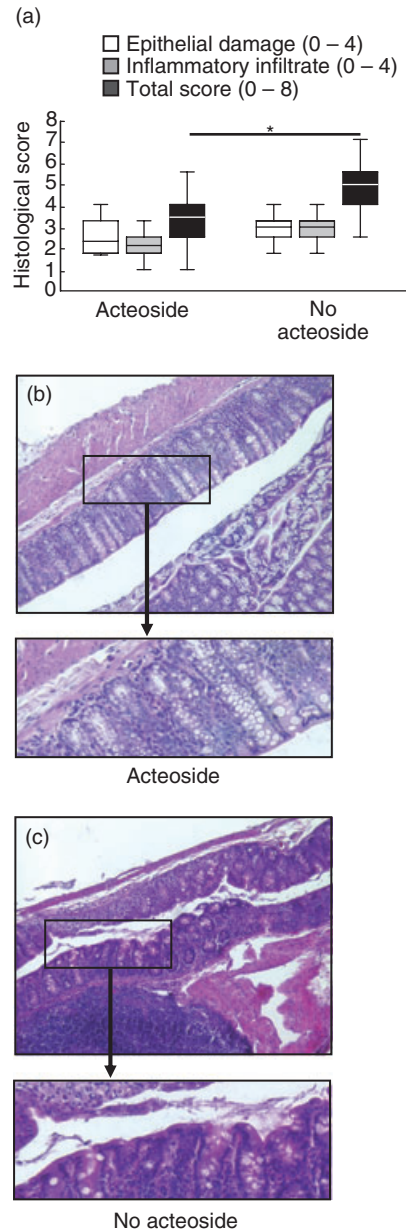 (a)
Epithelial damage (0 – 4)
Inflammatory infiltrate (0 – 4)
Total score (0 – 8)
Histological score
8
7
6
5
4
3
2
1
0
*
Acteoside
No
acteoside
(b)
Acteoside
(c)
No acteoside